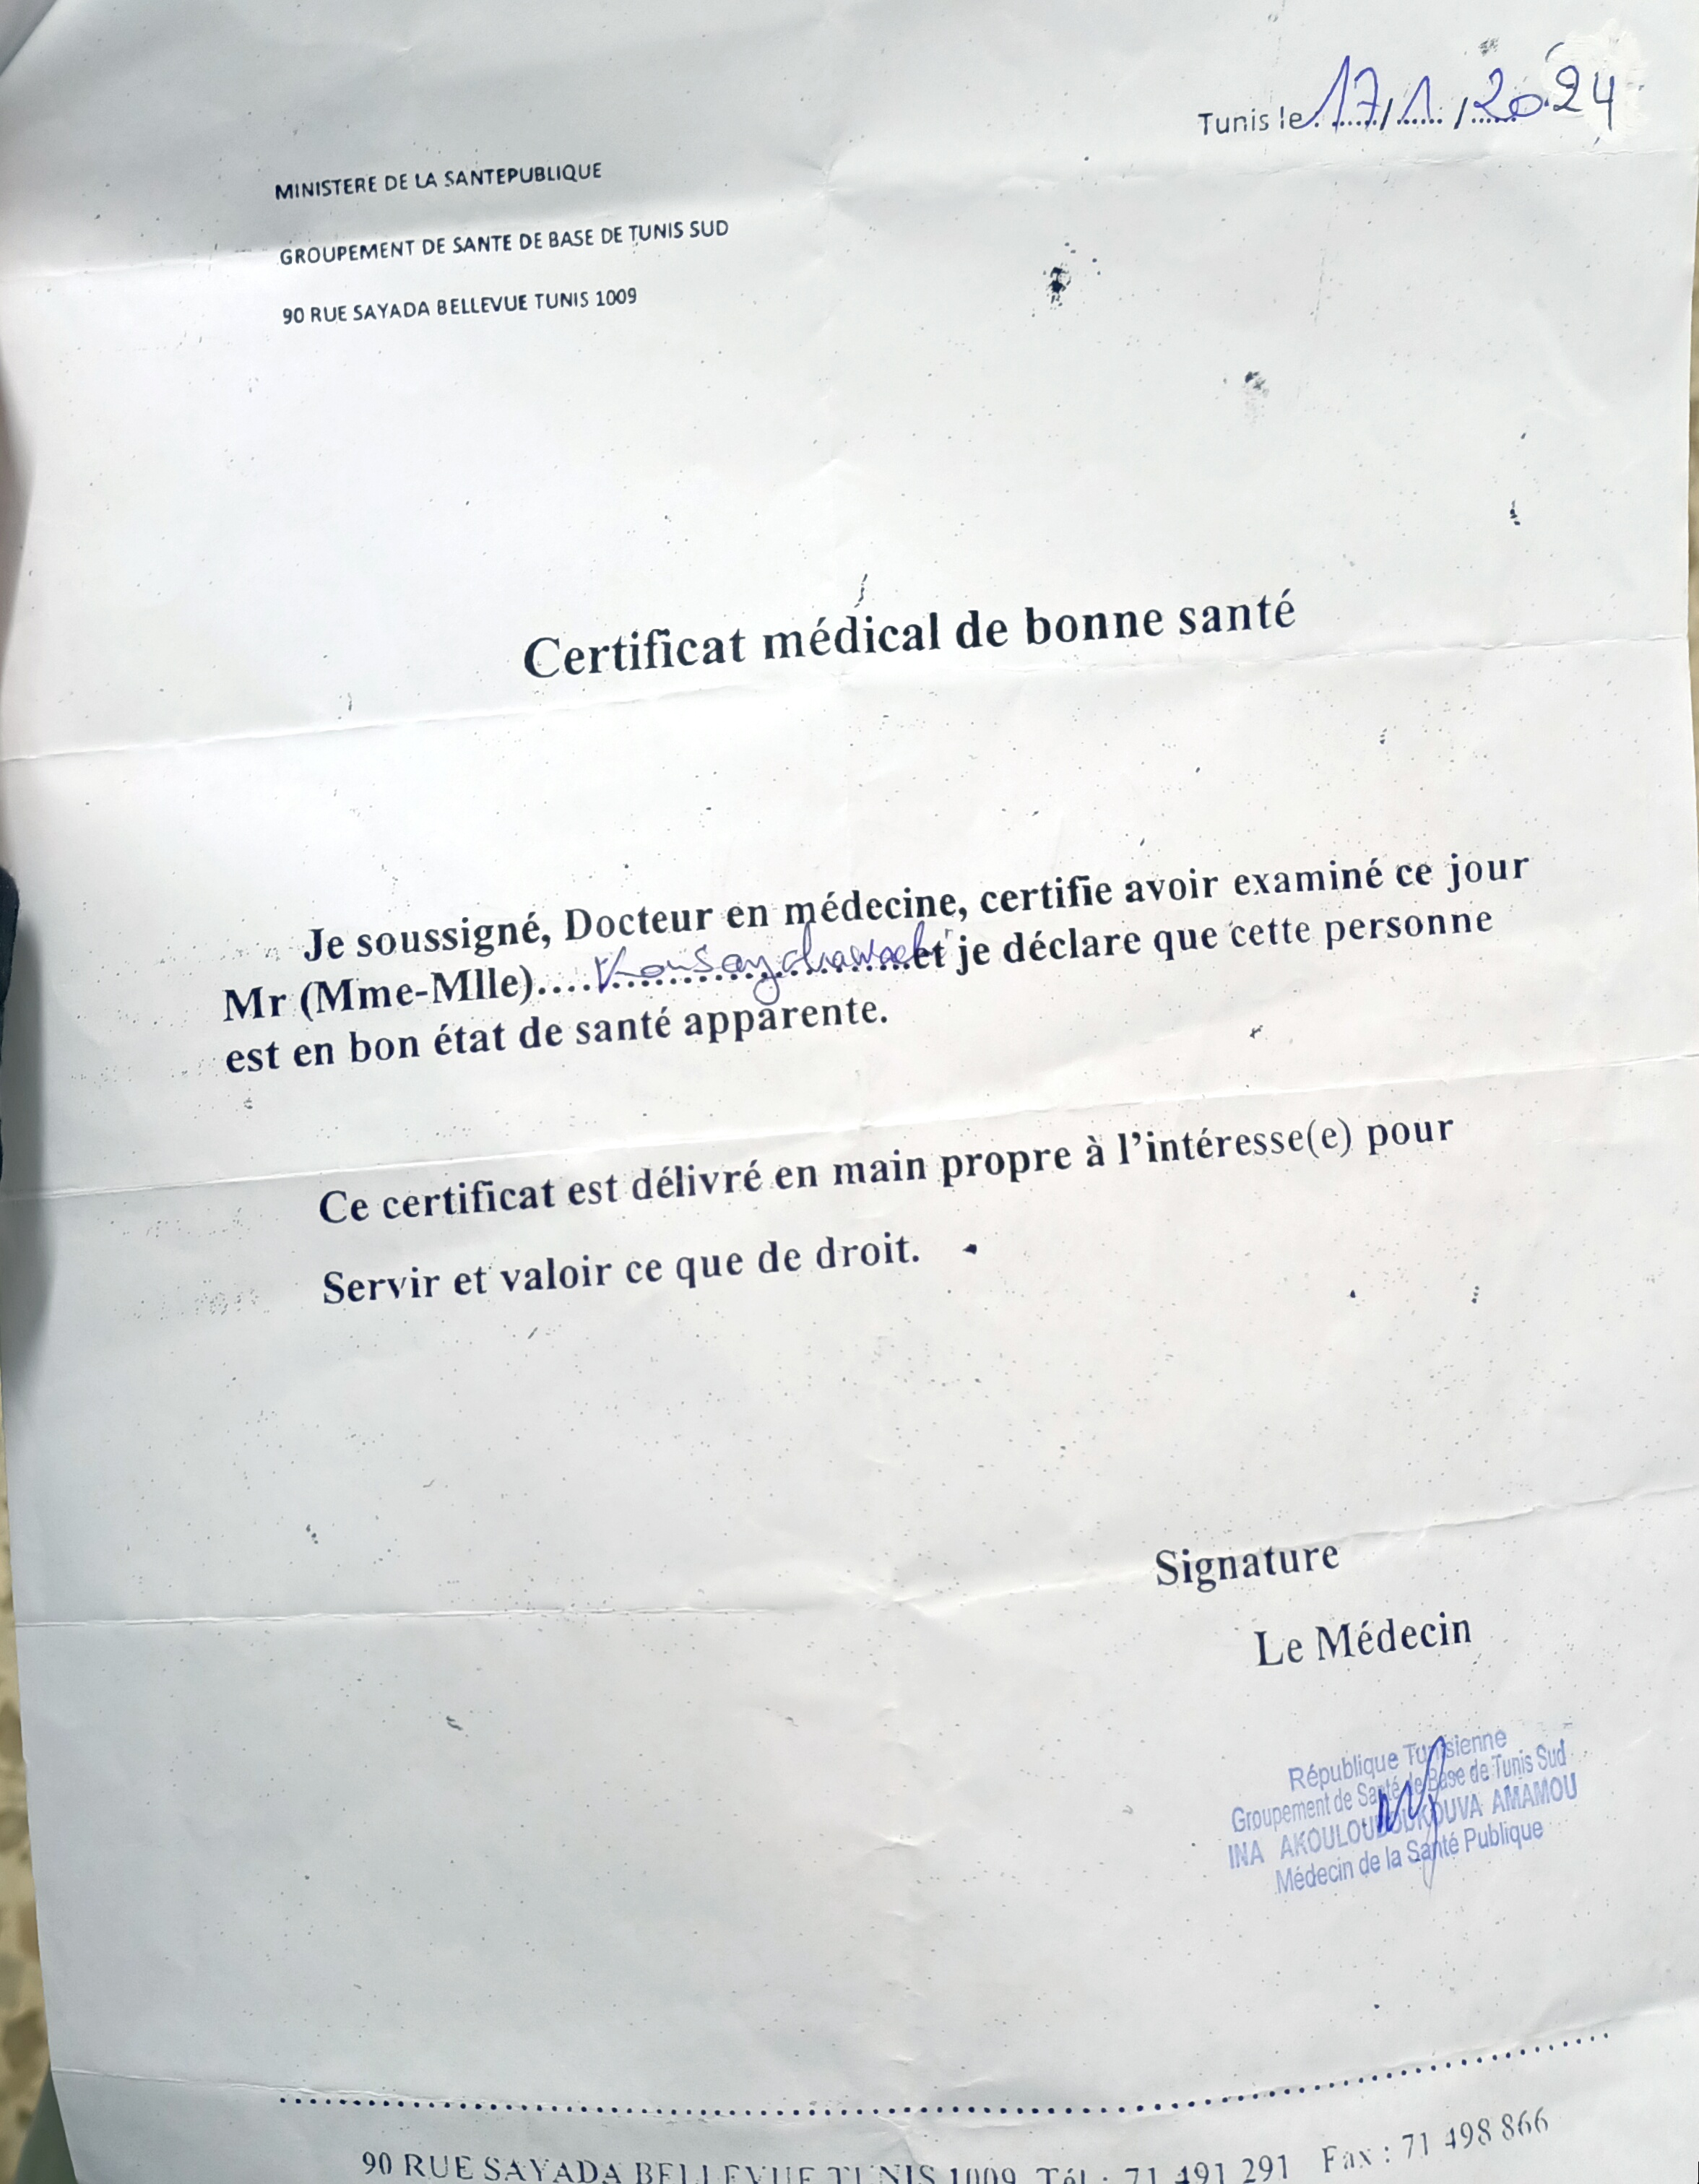 Tunis le 17/1/2024
MINISTERE DE LA SANTEPUBLIQUE
GROUPEMENT DE SANTE DE BASE DE TUNIS SUD
90 RUE SAYADA BELLEVUE TUNIS 1009
Certificat médical de bonne santé
Je soussigné, Docteur en médecine, certifie avoir examiné ce jour
Mr (Mme-Mlle).... et je déclare que cette personne
est en bon état de santé apparente.
Ce certificat est délivré en main propre à l'intéresse(e) pour
Servir et valoir ce que de droit.
Signature
Le Médecin
République Tunisienne
Groupement de Santé de Base de Tunis Sud
INA AMAMOU
Médecin de la Santé Publique
90 RUE SAYADA BELLEVUE TUNIS 1009 Tél : 71 491 291 Fax : 71 498 866